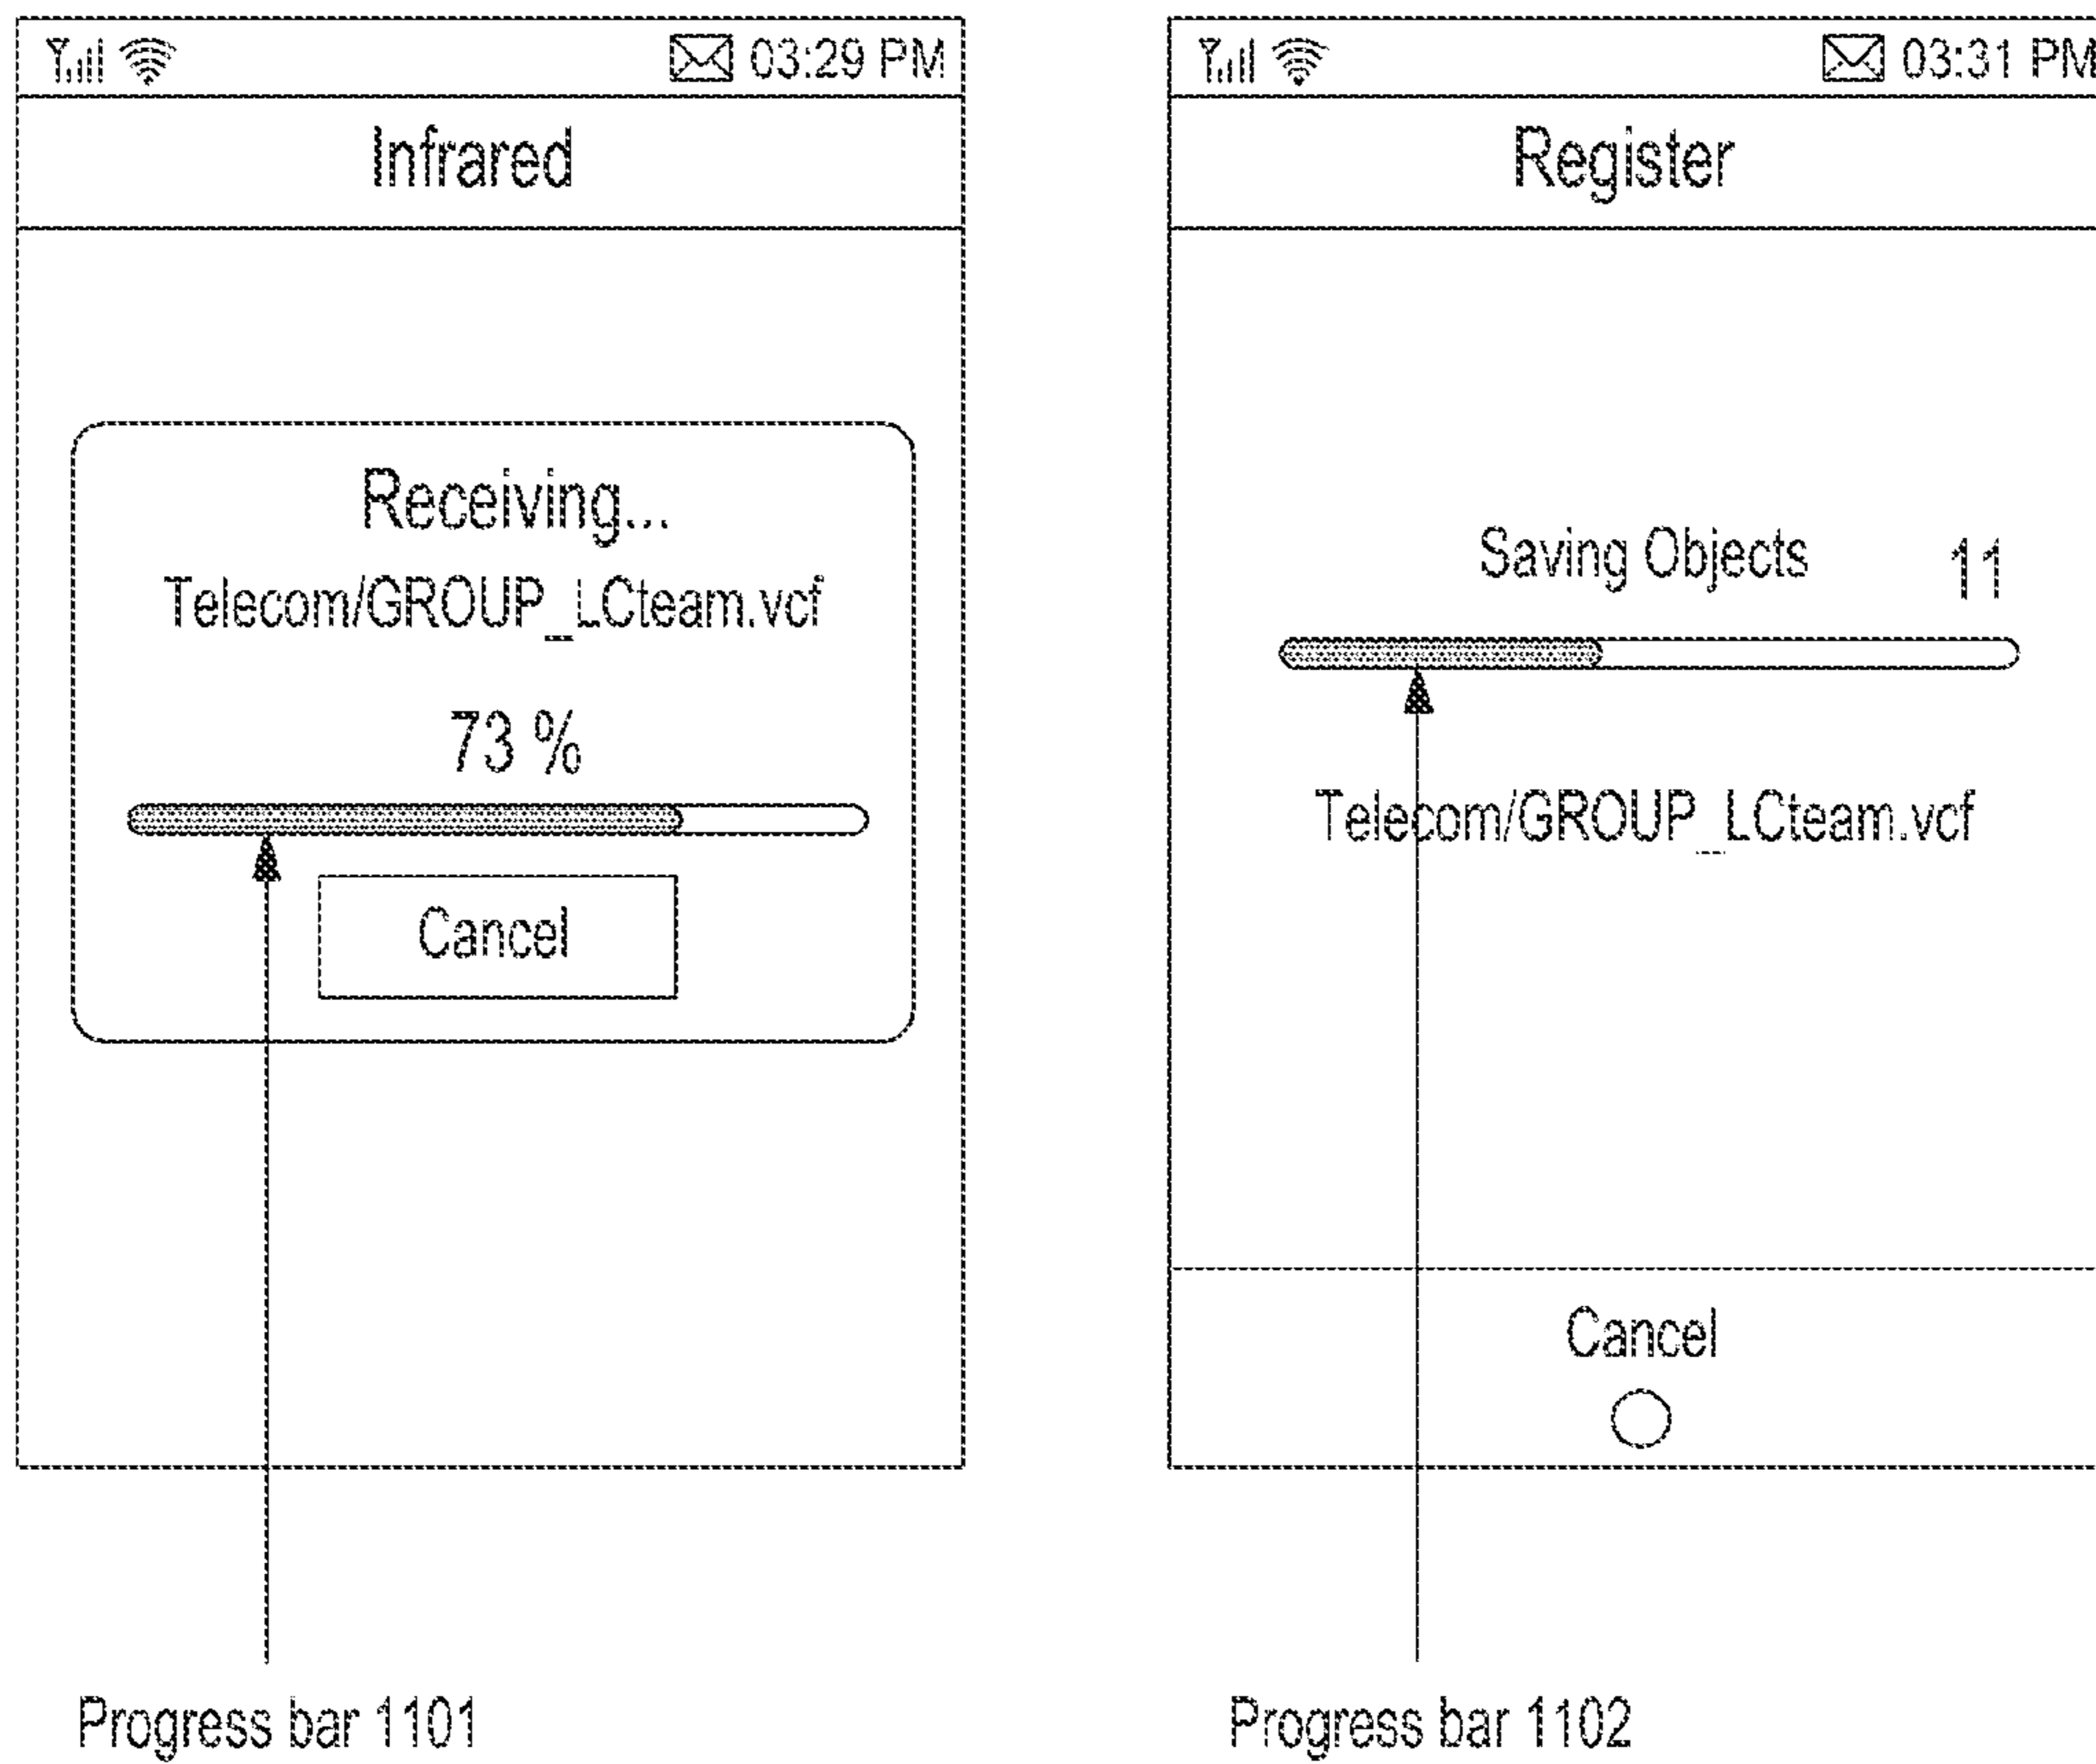 03:29 PM
Infrared
Receiving...
Telecom/GROUP_LCteam.vcf
73 %
Cancel
Progress bar 1101
03:31 PM
Register
Saving Objects 11
Telecom/GROUP_LCteam.vcf
Cancel
Progress bar 1102